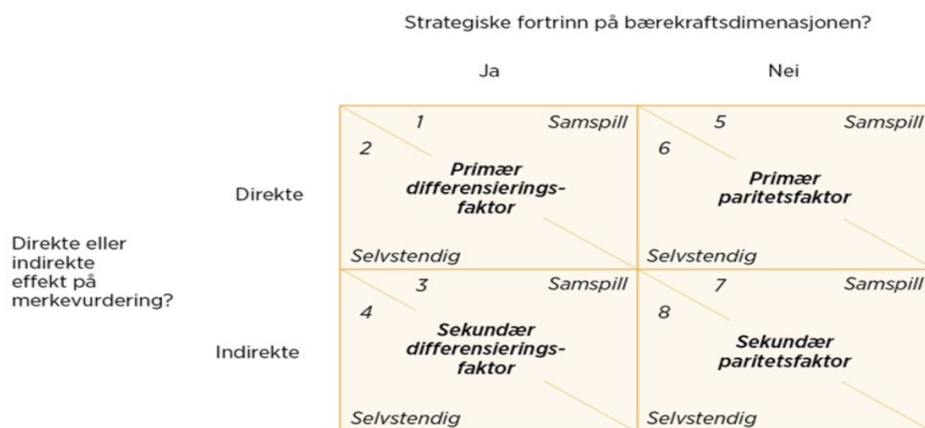 Strategiske fortrinn på bærekraftsdimenasjonen?
Ja
Nei
1
Samspill
5
Samspill
2
6
Primær
differensierings-
faktor
Primær
paritetsfaktor
Direkte
Selvstendig
Selvstendig
Direkte eller
indirekte
effekt på
merkevurdering?
3
Samspill
7
Samspill
4
8
Sekundær
differensierings-
faktor
Sekundær
paritetsfaktor
Indirekte
Selvstendig
Selvstendig